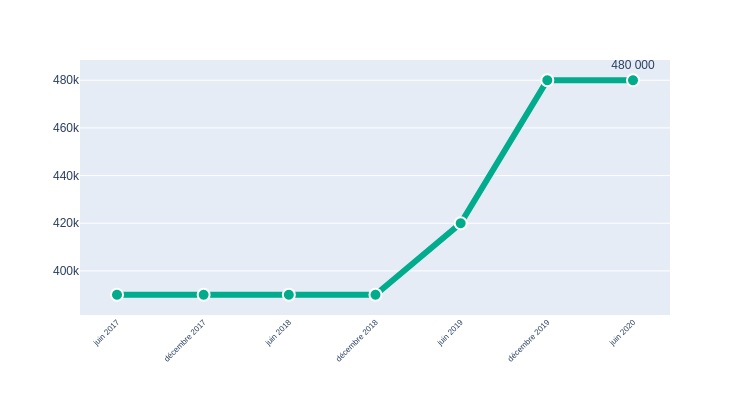 480 000
480k
460k
440k
420k
400k
juin 2017
décembre 2017
juin 2018
décembre 2018
juin 2019
décembre 2019
juin 2020